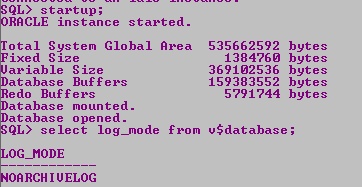 SQL> startup;
ORACLE instance started.
Total System Global Area 535662592 bytes
Fixed Size 1384760 bytes
Variable Size 369102536 bytes
Database Buffers 159383552 bytes
Redo Buffers 5791744 bytes
Database mounted.
Database opened.
SQL> select log_mode from v$database;
LOG_MODE
------------
NOARCHIVELOG